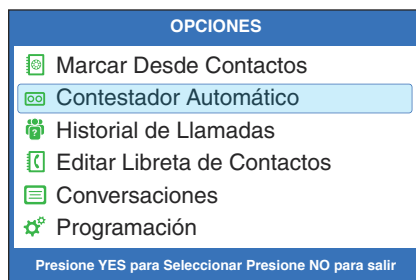 OPCIONES
Marcar Desde Contactos
Contestador Automático
Historial de Llamadas
Editar Libreta de Contactos
Conversaciones
Programación
Presione YES para Seleccionar Presione NO para salir